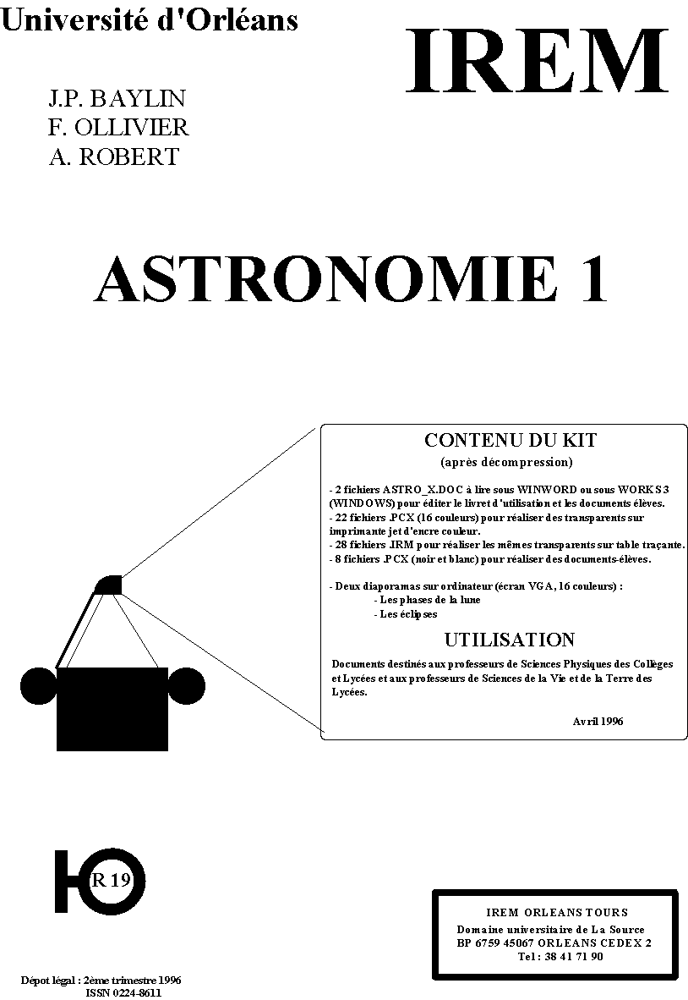 Université d'Orléans
IREM
J.P. BAYLIN
F. OLLIVIER
A. ROBERT
ASTRONOMIE 1
CONTENU DU KIT
(après décompression)
- 2 fichiers ASTRO_X.DOC à lire sous WINWORD ou sous WORKS 3
(WINDOWS) pour éditer le livret d'utilisation et les documents élèves.
- 22 fichiers .PCX (16 couleurs) pour réaliser des transparents sur
imprimante jet d'encre couleur.
- 28 fichiers .JRM pour réaliser les mêmes transparents sur table traçante.
- 8 fichiers .PCX (noir et blanc) pour réaliser des documents-élèves.
- Deux diaporamas sur ordinateur (écran VGA, 16 couleurs) :
- Les phases de la lune
- Les éclipses
UTILISATION
Documents destinés aux professeurs de Sciences Physiques des Collèges
et Lycées et aux professeurs de Sciences de la Vie et de la Terre des
Lycées.
Avril 1996
R 19
IREM ORLEANS TOURS
Domaine universitaire de La Source
BP 6759 45067 ORLEANS CEDEX 2
Tel : 38 41 71 90
Dépot légal : 2ème trimestre 1996
ISSN 0224-8611